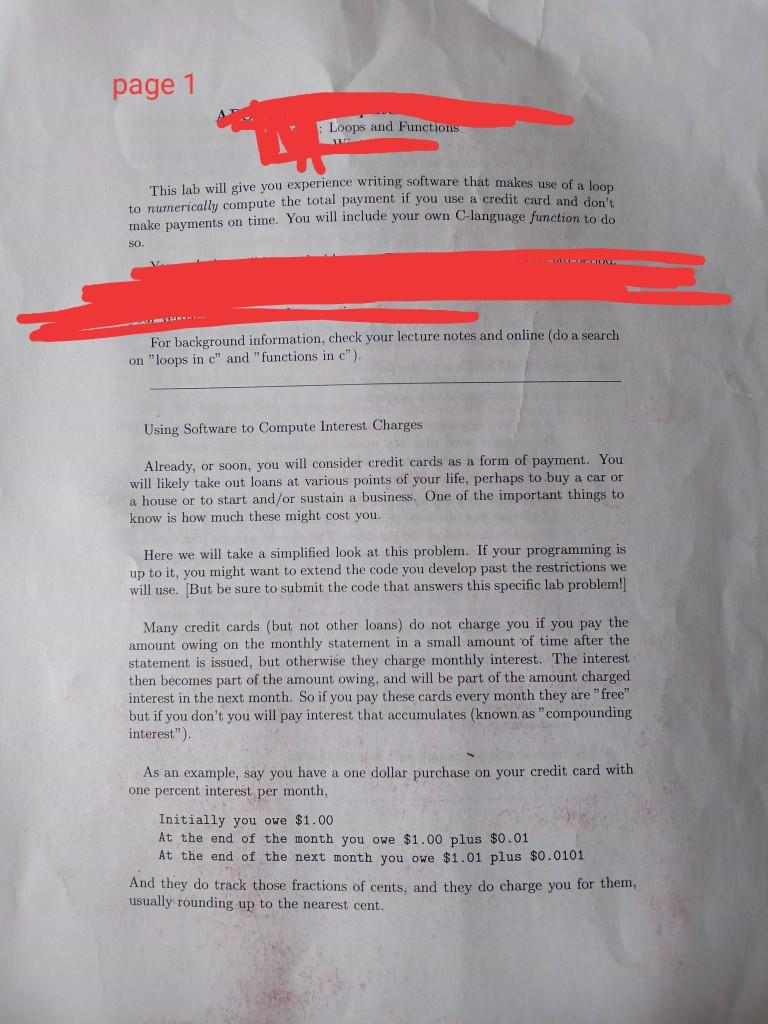 page 1
: Loops and Functions
This lab will give you experience writing software that makes use of a loop
to numerically compute the total payment if you use a credit card and don't
make payments on time. You will include your own C-language function to do
so.
For background information, check your lecture notes and online (do a search
on "loops in c" and "functions in c").
Using Software to Compute Interest Charges
Already, or soon, you will consider credit cards as a form of payment. You
will likely take out loans at various points of your life, perhaps to buy a car or
a house or to start and/or sustain a business. One of the important things to
know is how much these might cost you.
Here we will take a simplified look at this problem. If your programming is
up to it, you might want to extend the code you develop past the restrictions we
will use. [But be sure to submit the code that answers this specific lab problem!]
Many credit cards (but not other loans) do not charge you if you pay the
amount owing on the monthly statement in a small amount of time after the
statement is issued, but otherwise they charge monthly interest. The interest
then becomes part of the amount owing, and will be part of the amount charged
interest in the next month. So if you pay these cards every month they are "free"
but if you don't you will pay interest that accumulates (known as "compounding
interest").
As an example, say you have a one dollar purchase on your credit card with
one percent interest per month,
Initially you owe $1.00
At the end of the month you owe $1.00 plus $0.01
At the end of the next month you owe $1.01 plus $0.0101
And they do track those fractions of cents, and they do charge you for them,
usually rounding up to the nearest cent.